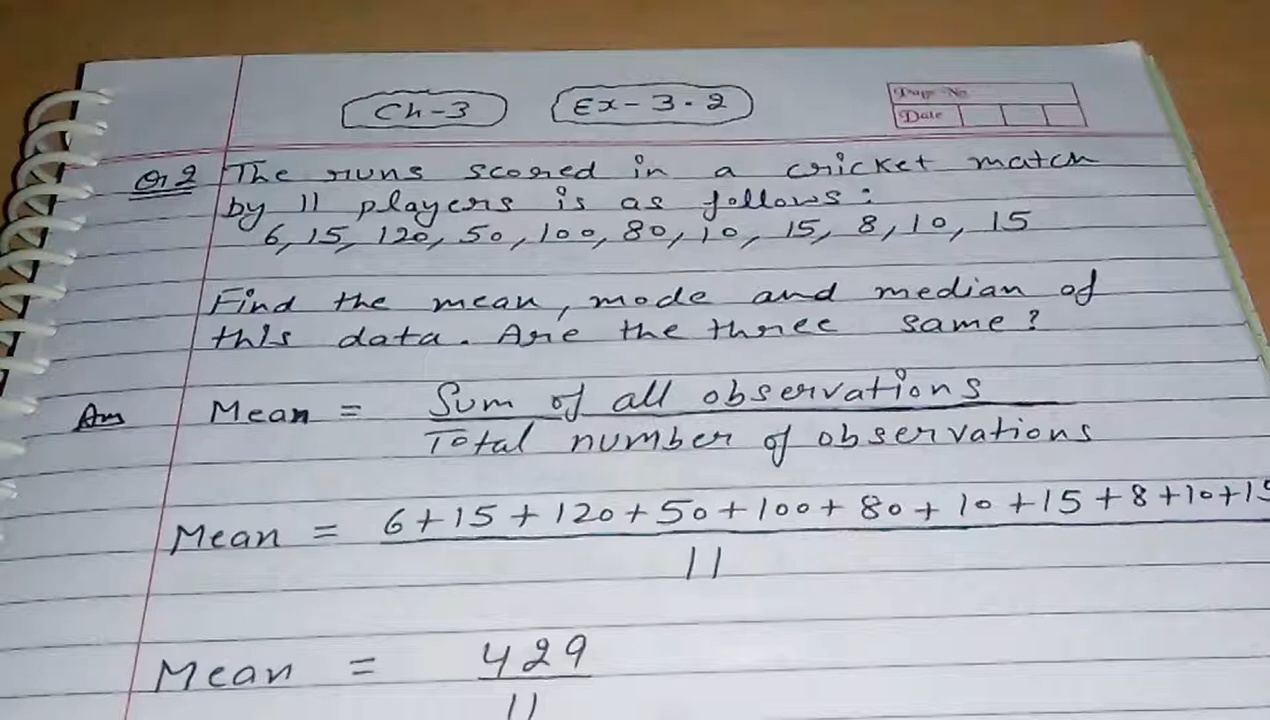 Ch-3 Ex-3.2
Page No.
Date
Q.2 The runs scored in a cricket match
by 11 players is as follows:
6, 15, 120, 50, 100, 80, 10, 15, 8, 10, 15
Find the mean, mode and median of
this data. Are the three same?
Ans Mean = Sum of all observations
Total number of observations
Mean = 6+15+120+50+100+80+10+15+8+10+15
11
Mean = 429
11